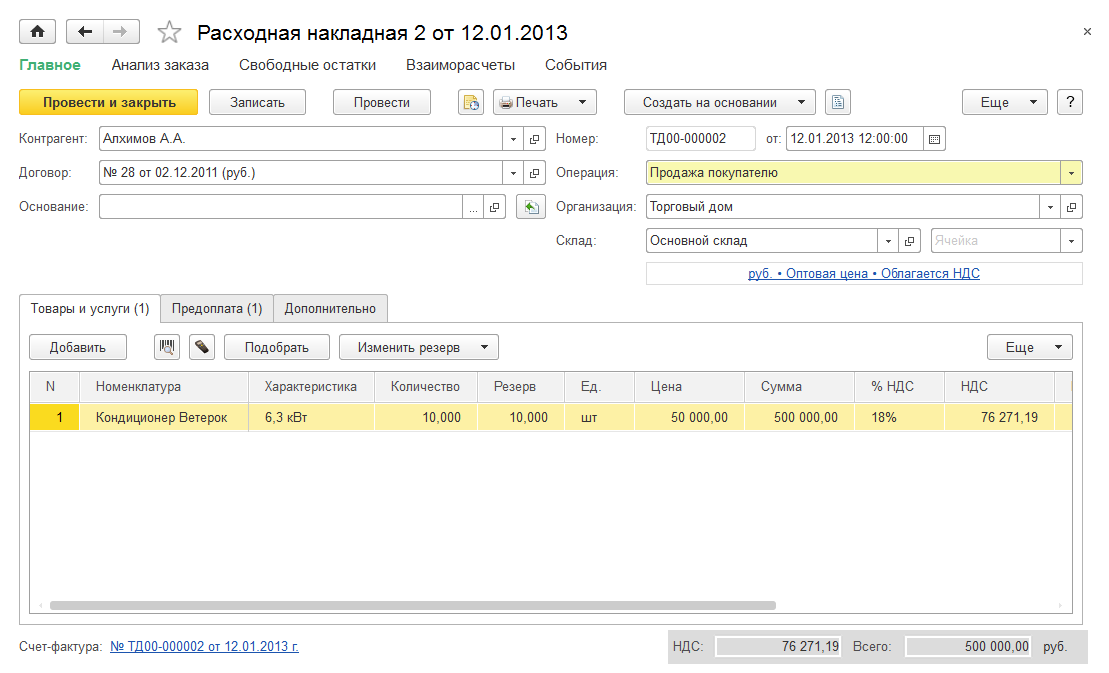 Расходная накладная 2 от 12.01.2013
Главное Анализ заказа Свободные остатки Взаиморасчеты События
Провести и закрыть Записать Провести Печать Создать на основании Еще ?
Контрагент: Алхимов А.А. Номер: ТД00-000002 от: 12.01.2013 12:00:00
Договор: № 28 от 02.12.2011 (руб.) Операция: Продажа покупателю
Основание: ... Организация: Торговый дом
Склад: Основной склад Ячейка
руб. • Оптовая цена • Облагается НДС
Товары и услуги (1) Предоплата (1) Дополнительно
Добавить Подобрать Изменить резерв Еще
N Номенклатура Характеристика Количество Резерв Ед. Цена Сумма % НДС НДС
1 Кондиционер Ветерок 6,3 кВт 10,000 10,000 шт 50 000,00 500 000,00 18% 76 271,19
Счет-фактура: № ТД00-000002 от 12.01.2013 г. НДС: 76 271,19 Всего: 500 000,00 руб.